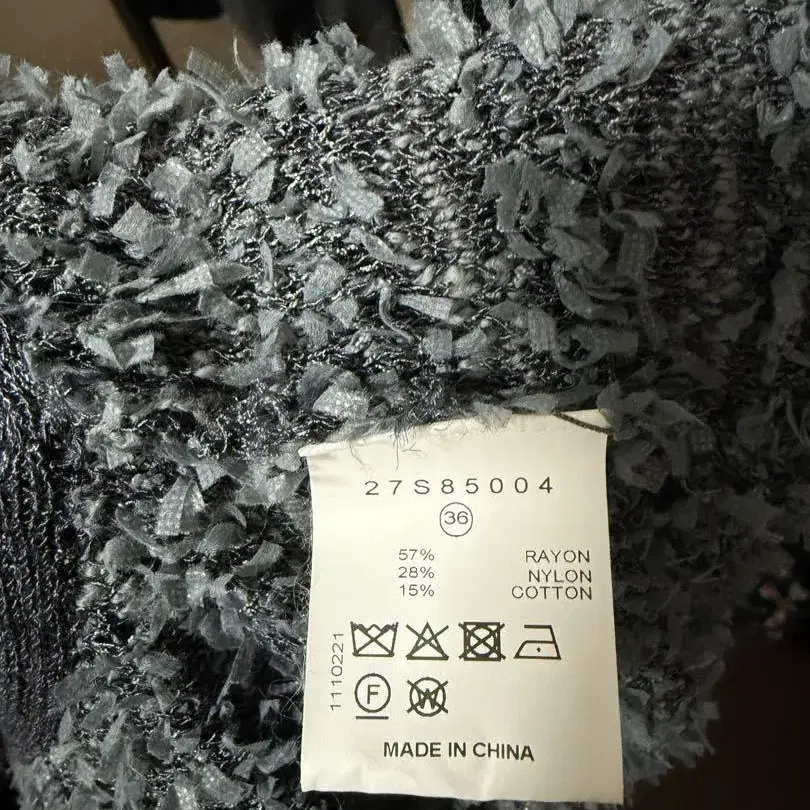 27S85004
36
57% RAYON
28% NYLON
15% COTTON
1110221
F
W
MADE IN CHINA